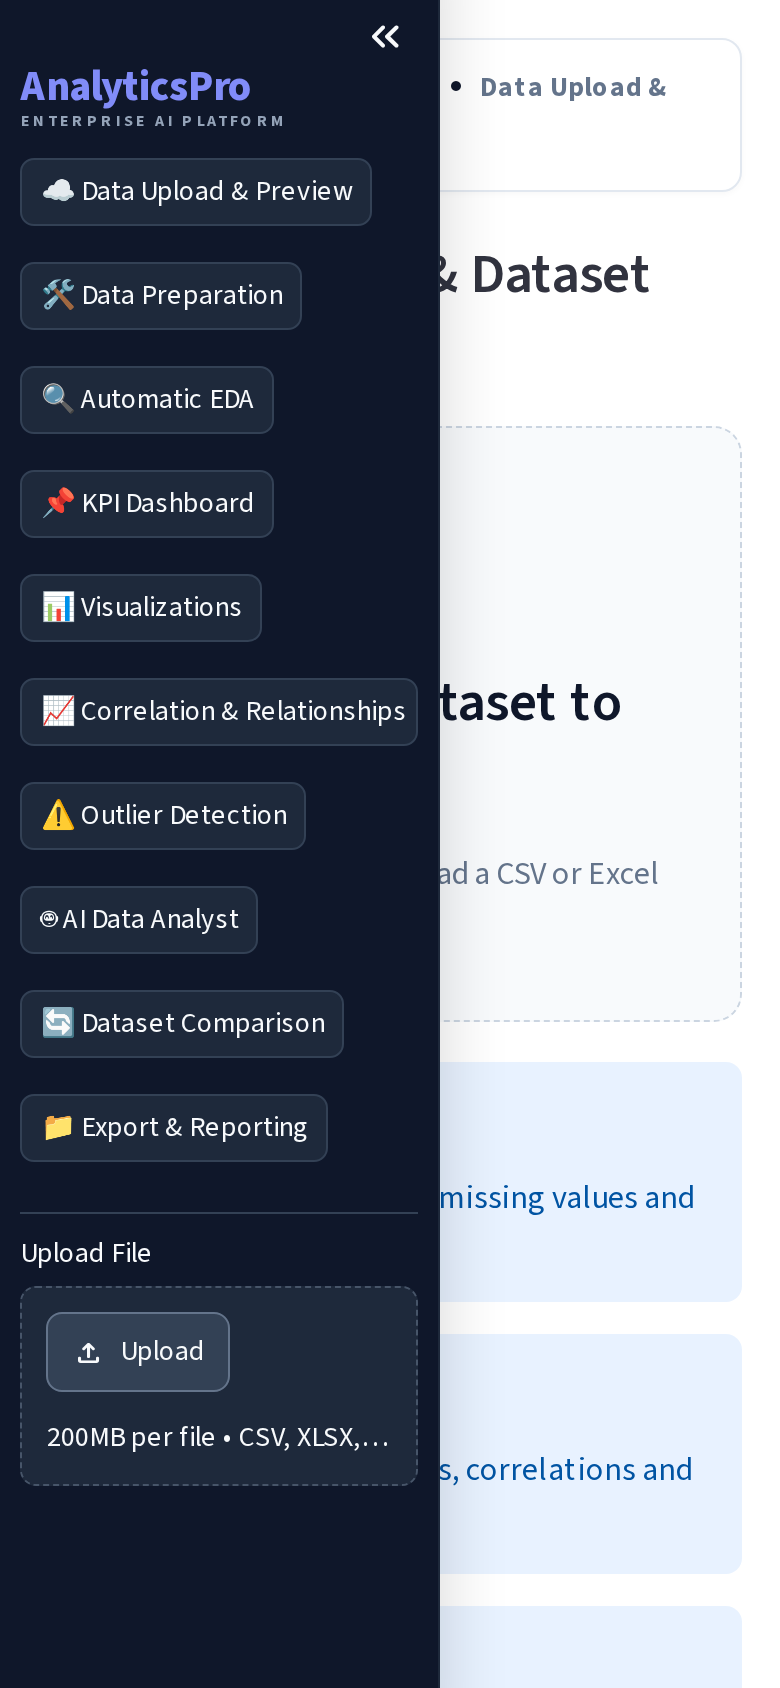 AnalyticsPro
ENTERPRISE AI PLATFORM
Data Upload & Preview
Data Preparation
Automatic EDA
KPI Dashboard
Visualizations
Correlation & Relationships
Outlier Detection
AI Data Analyst
Dataset Comparison
Export & Reporting
Upload File
Upload
200MB per file • CSV, XLSX,...
• Data Upload &
& Dataset
taset to
ad a CSV or Excel
missing values and
s, correlations and